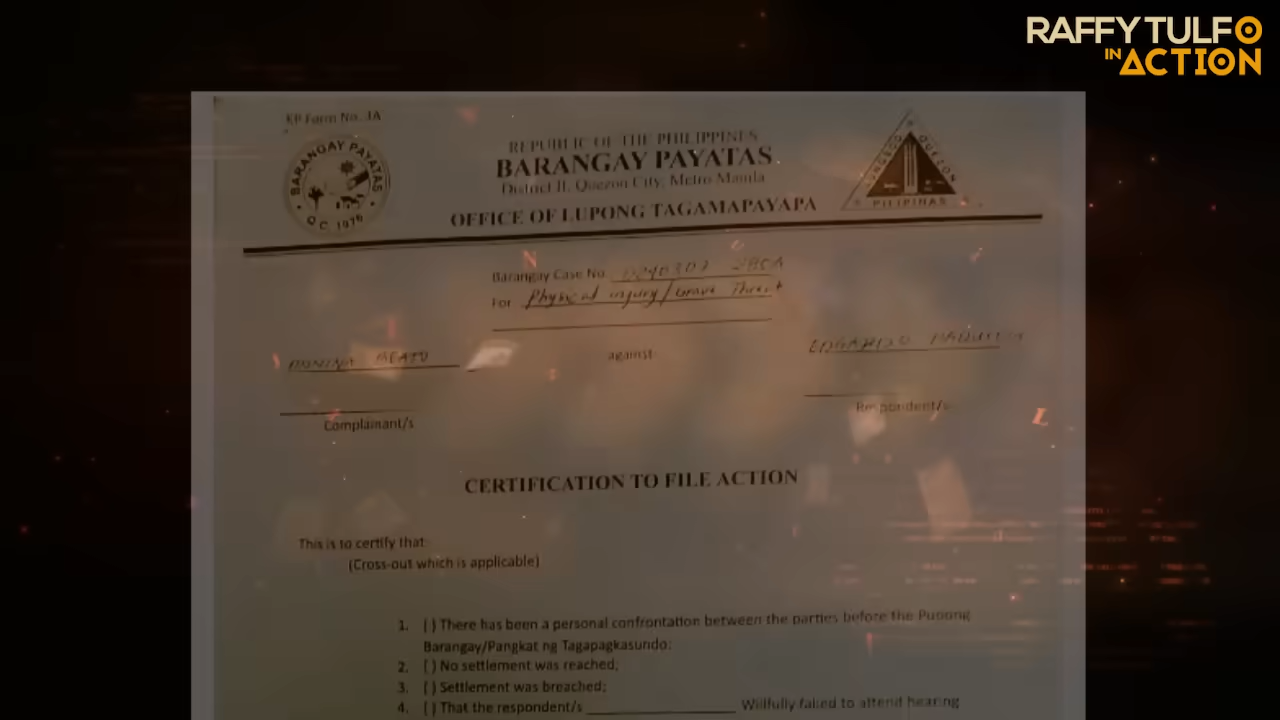 RAFFY TULFO
IN ACTION
KP Form No.
REPUBLIC OF THE PHILIPPINES
BARANGAY PAYATAS
District II, Quezon City, Metro Manila
OFFICE OF LUPONG TAGAMAPAYAPA
BARANGAY PAYATAS
Q.C. 1976
QUEZON
PILIPINAS
Barangay Case No.
For Physical injury/Grave Threat
against
Complainant/s
Respondent/s
CERTIFICATION TO FILE ACTION
This is to certify that:
(Cross-out which is applicable)
1. [ ] There has been a personal confrontation between the parties before the Punong
Barangay/Pangkat ng Tagapagkasundo;
2. [ ] No settlement was reached;
3. [ ] Settlement was breached;
4. [ ] That the respondent/s ____________ Willfully failed to attend hearing